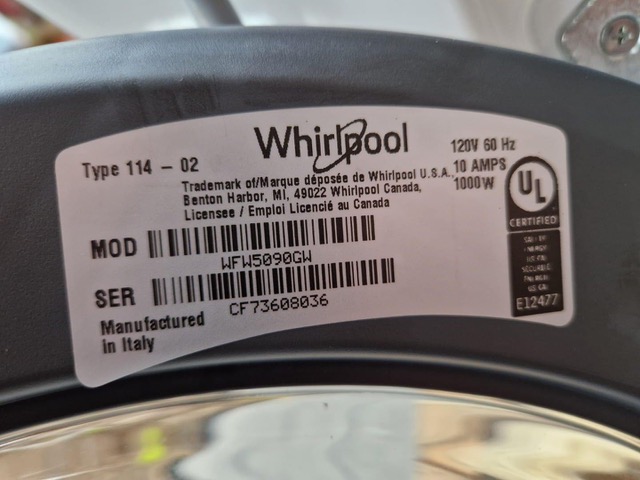 Whirlpool
Type 114 - 02
120V 60 Hz
10 AMPS
1000W
Trademark of/Marque déposée de Whirlpool U.S.A.,
Benton Harbor, MI, 49022 Whirlpool Canada,
Licensee / Emploi Licencié au Canada
UL
CERTIFIED
MOD
WFW5090GW
SER
CF73608036
E12477
Manufactured
in Italy